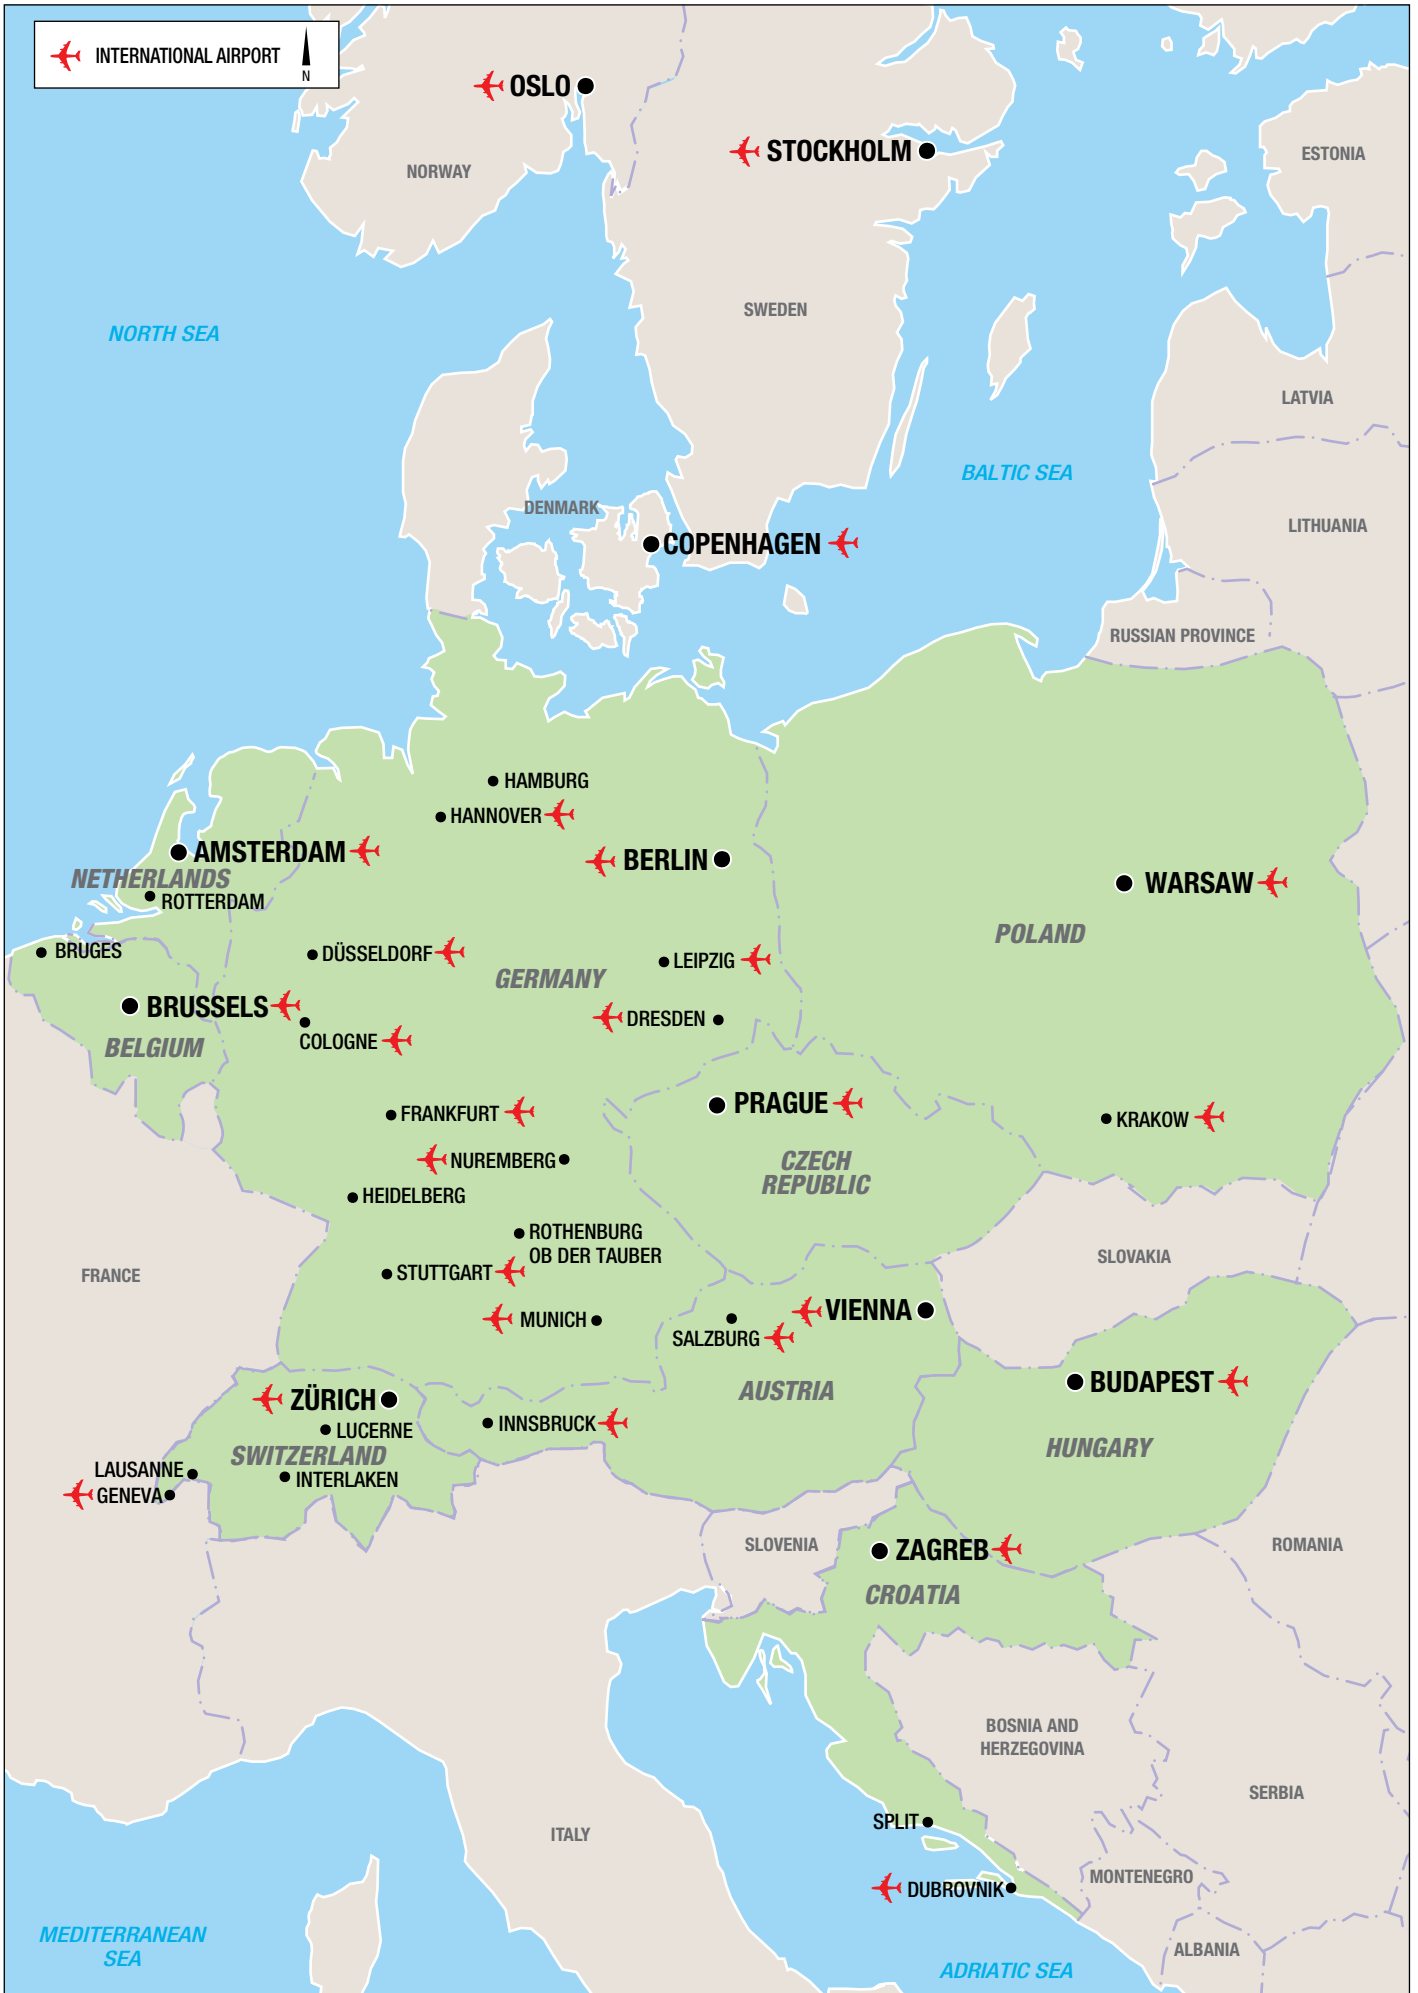 INTERNATIONAL AIRPORT
N
OSLO
STOCKHOLM
ESTONIA
NORWAY
SWEDEN
NORTH SEA
LATVIA
BALTIC SEA
DENMARK
LITHUANIA
COPENHAGEN
RUSSIAN PROVINCE
HAMBURG
HANNOVER
AMSTERDAM
BERLIN
NETHERLANDS
WARSAW
ROTTERDAM
POLAND
BRUGES
DÜSSELDORF
LEIPZIG
GERMANY
BRUSSELS
DRESDEN
COLOGNE
BELGIUM
PRAGUE
FRANKFURT
KRAKOW
NUREMBERG
CZECH
REPUBLIC
HEIDELBERG
ROTHENBURG
OB DER TAUBER
SLOVAKIA
FRANCE
STUTTGART
VIENNA
MUNICH
SALZBURG
BUDAPEST
AUSTRIA
ZÜRICH
INNSBRUCK
LUCERNE
HUNGARY
SWITZERLAND
LAUSANNE
INTERLAKEN
GENEVA
SLOVENIA
ZAGREB
ROMANIA
CROATIA
BOSNIA AND
HERZEGOVINA
SERBIA
SPLIT
ITALY
MONTENEGRO
DUBROVNIK
MEDITERRANEAN
SEA
ALBANIA
ADRIATIC SEA